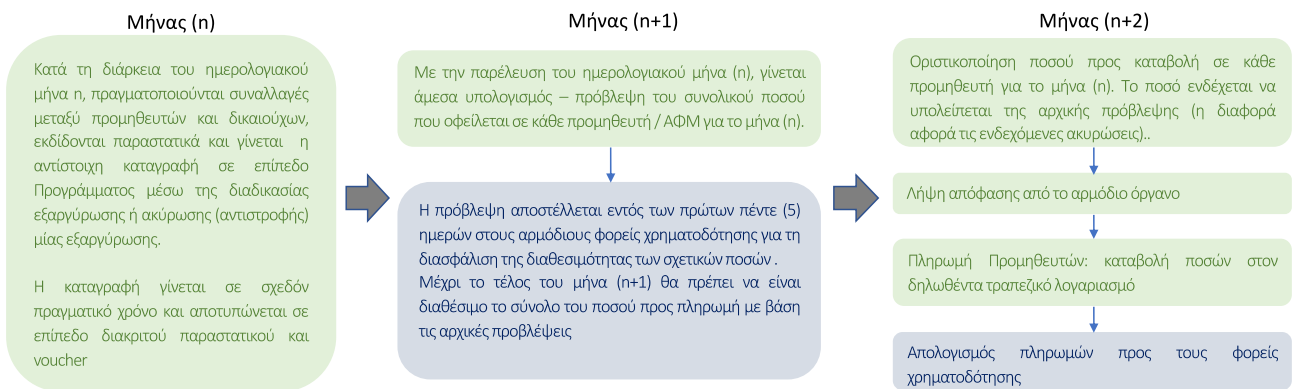 Μήνας (n)
Κατά τη διάρκεια του ημερολογιακού
μήνα n, πραγματοποιούνται συναλλαγές
μεταξύ προμηθευτών και δικαιούχων,
εκδίδονται παραστατικά και γίνεται η
αντίστοιχη καταγραφή σε επίπεδο
Προγράμματος μέσω της διαδικασίας
εξαργύρωσης ή ακύρωσης (αντιστροφής)
μίας εξαργύρωσης.
Η καταγραφή γίνεται σε σχεδόν
πραγματικό χρόνο και αποτυπώνεται σε
επίπεδο διακριτού παραστατικού και
voucher
Μήνας (n+1)
Με την παρέλευση του ημερολογιακού μήνα (n), γίνεται
άμεσα υπολογισμός – πρόβλεψη του συνολικού ποσού
που οφείλεται σε κάθε προμηθευτή / ΑΦΜ για το μήνα (n).
Η πρόβλεψη αποστέλλεται εντός των πρώτων πέντε (5)
ημερών στους αρμόδιους φορείς χρηματοδότησης για τη
διασφάλιση της διαθεσιμότητας των σχετικών ποσών .
Μέχρι το τέλος του μήνα (n+1) θα πρέπει να είναι
διαθέσιμο το σύνολο του ποσού προς πληρωμή με βάση
τις αρχικές προβλέψεις
Μήνας (n+2)
Οριστικοποίηση ποσού προς καταβολή σε κάθε
προμηθευτή για το μήνα (n). Το ποσό ενδέχεται να
υπολείπεται της αρχικής πρόβλεψης (η διαφορά
αφορά τις ενδεχόμενες ακυρώσεις)..
Λήψη απόφασης από το αρμόδιο όργανο
Πληρωμή Προμηθευτών: καταβολή ποσών στον
δηλωθέντα τραπεζικό λογαριασμό
Απολογισμός πληρωμών προς τους φορείς
χρηματοδότησης